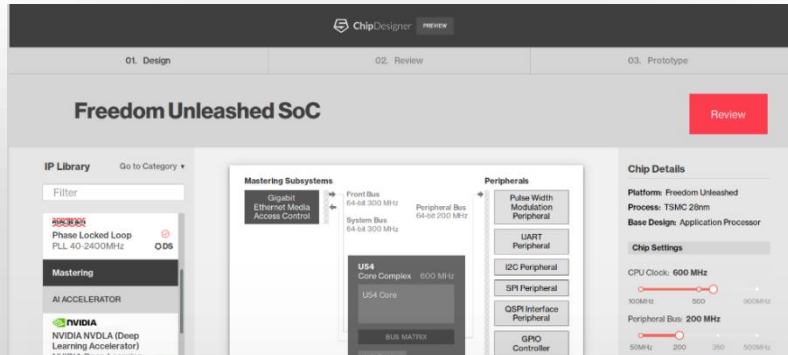 ChipDesigner PREVIEW
01. Design
02. Review
03. Prototype
Freedom Unleashed SoC
Review
IP Library
Go to Category ▾
Filter
Phase Locked Loop
PLL 40-2400MHz
DS
Mastering
AI ACCELERATOR
NVIDIA
NVIDIA NVDLA (Deep
Learning Accelerator)
Mastering Subsystems
Gigabit
Ethernet Media
Access Control
Front Bus
64-bit 300 MHz
System Bus
64-bit 300 MHz
Peripheral Bus
64-bit 200 MHz
U54
Core Complex 600 MHz
U54 Core
BUS MATRIX
Peripherals
Pulse Width
Modulation
Peripheral
UART
Peripheral
I2C Peripheral
SPI Peripheral
QSPI Interface
Peripheral
GPIO
Controller
Chip Details
Platform: Freedom Unleashed
Process: TSMC 28nm
Base Design: Application Processor
Chip Settings
CPU Clock: 600 MHz
100MHz 500 900MHz
Peripheral Bus: 200 MHz
50MHz 200 350 500MHz